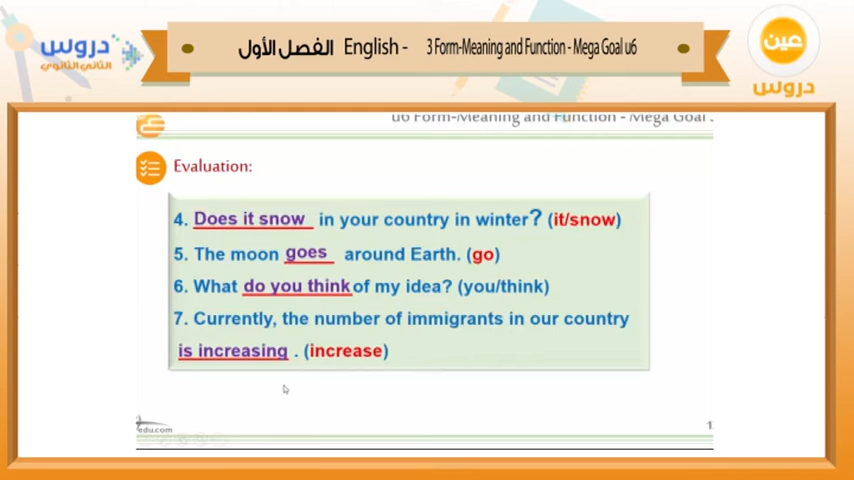 دروس
الثاني الثانوي
الفصل الأول English - 3 Form-Meaning and Function - Mega Goal u6
عين
دروس
u6 Form-Meaning and Function - Mega Goal
Evaluation:
4. Does it snow in your country in winter? (it/snow)
5. The moon goes around Earth. (go)
6. What do you think of my idea? (you/think)
7. Currently, the number of immigrants in our country
is increasing . (increase)
edu.com